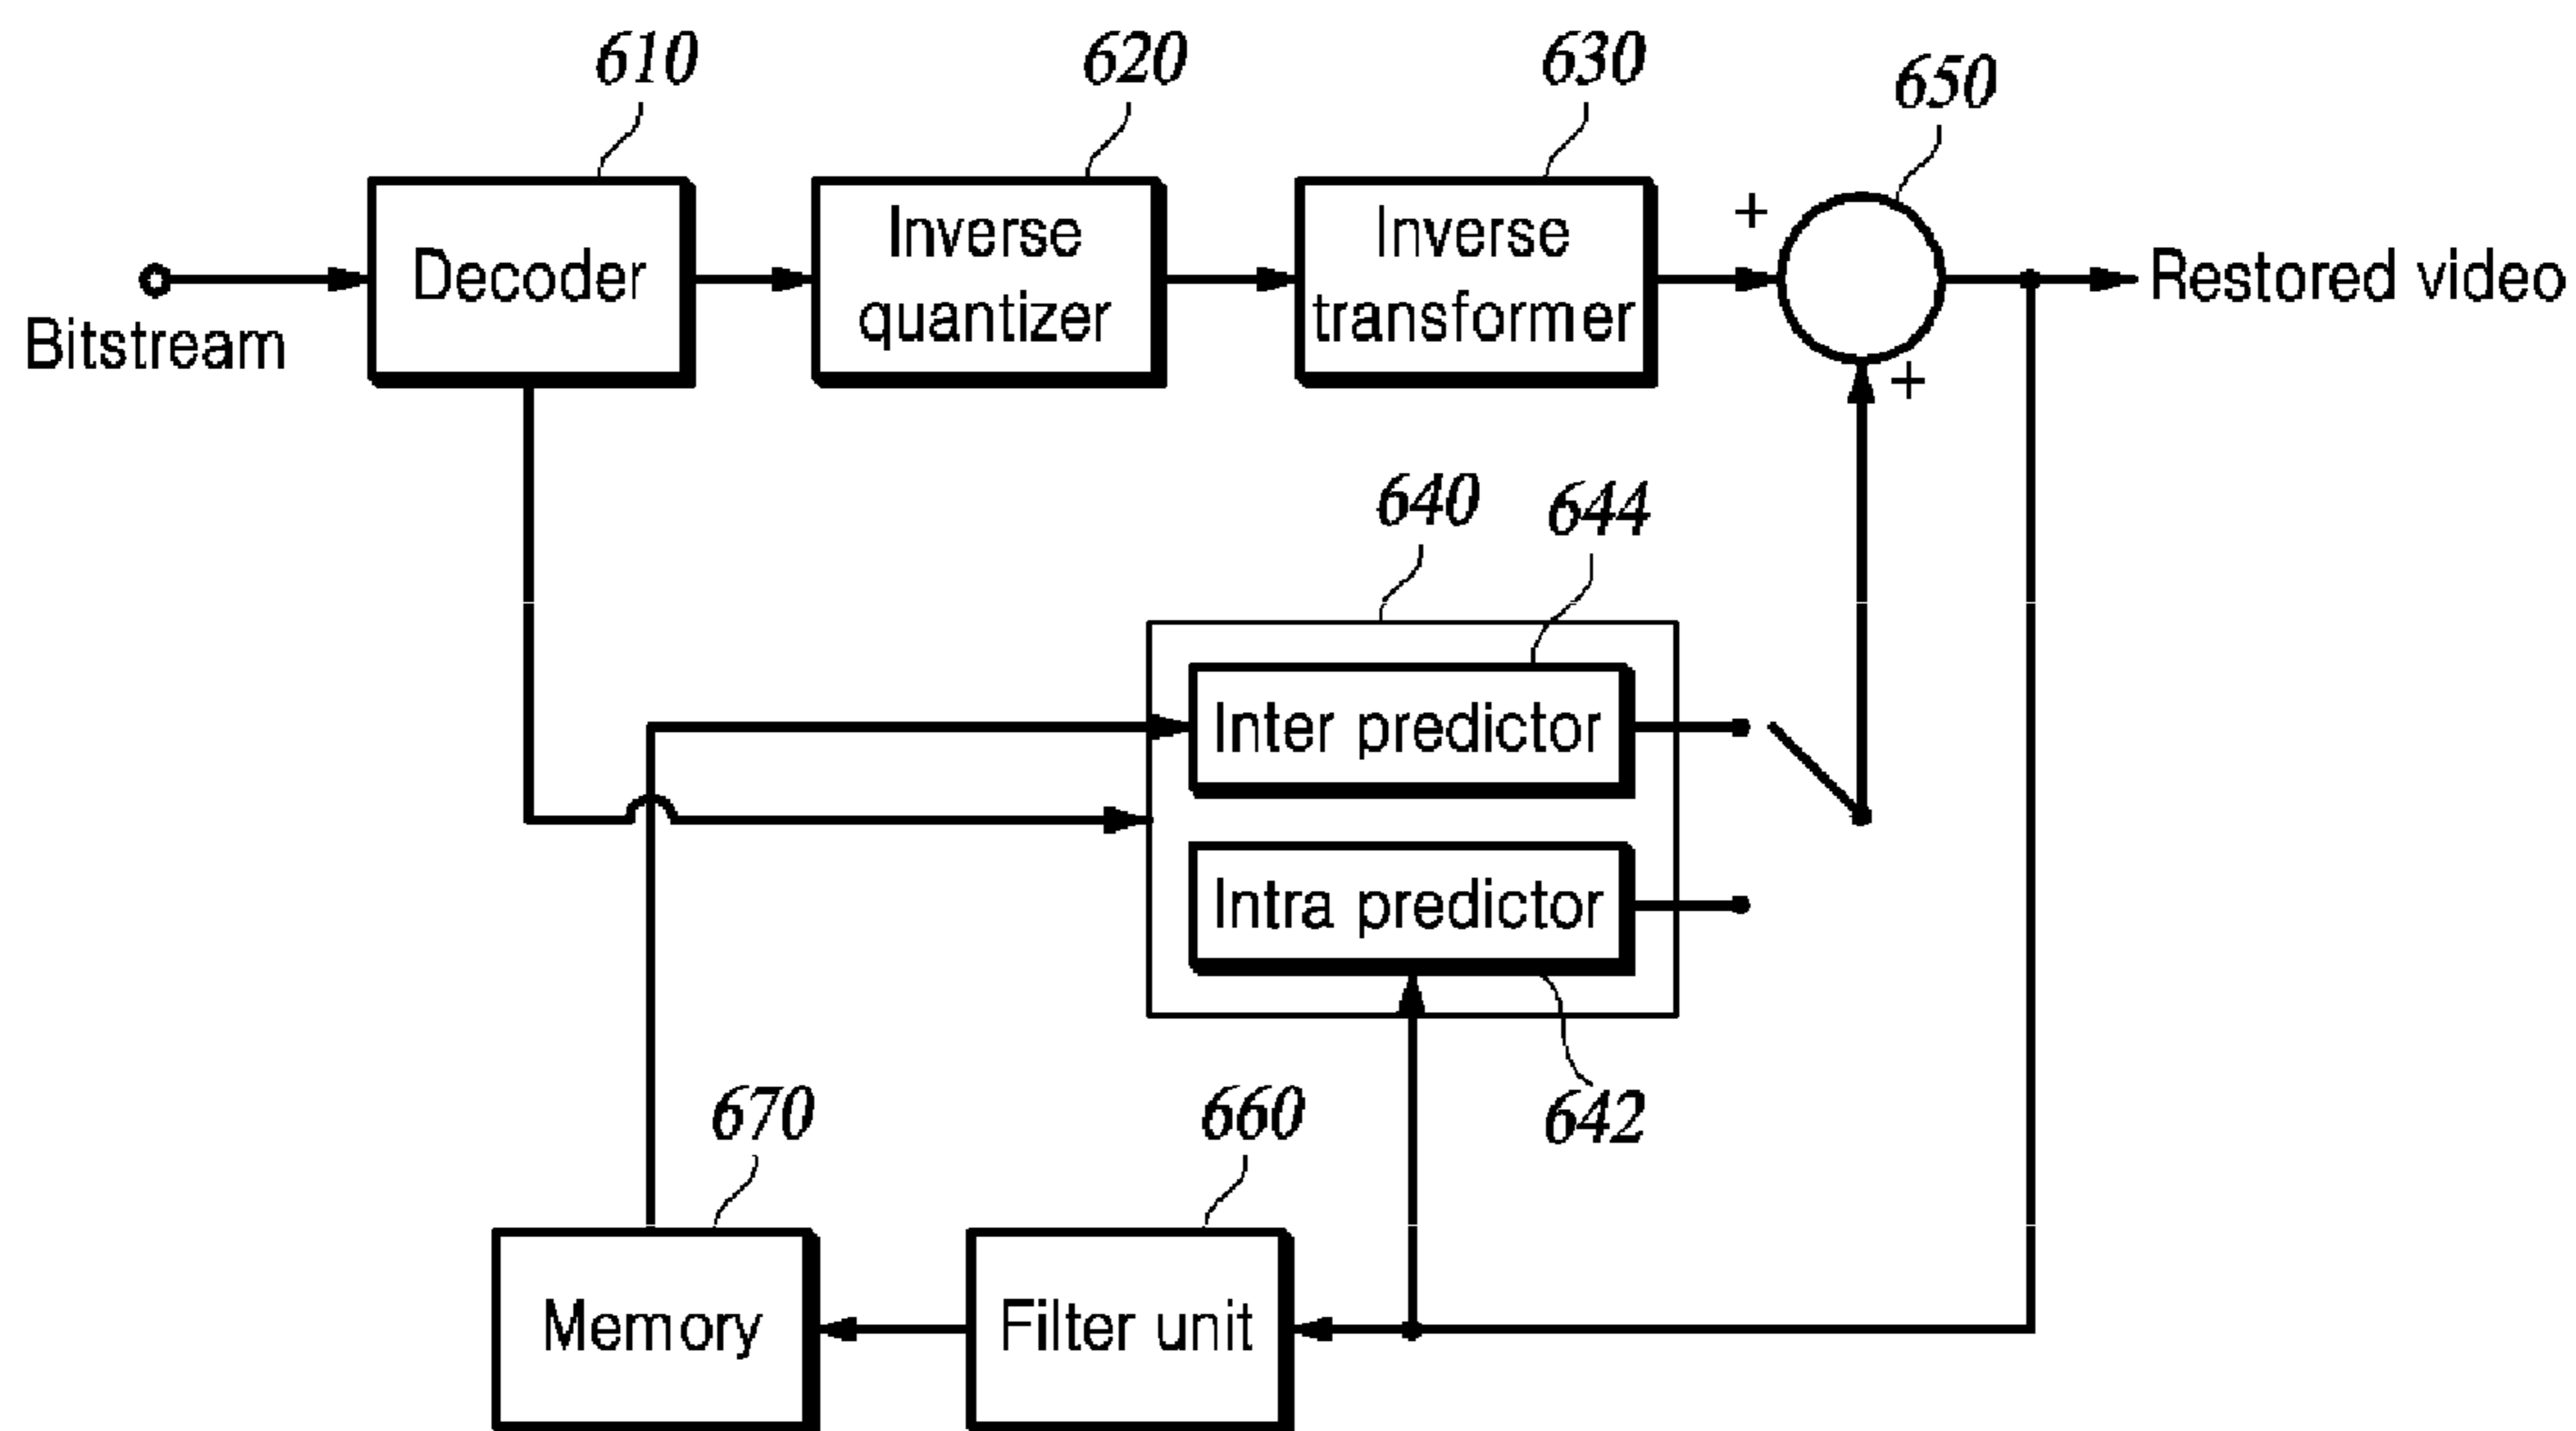 610
620
630
650
Decoder
Inverse
quantizer
Inverse
transformer
+
+
Bitstream
Restored video
640
644
Inter predictor
Intra predictor
642
670
660
Memory
Filter unit